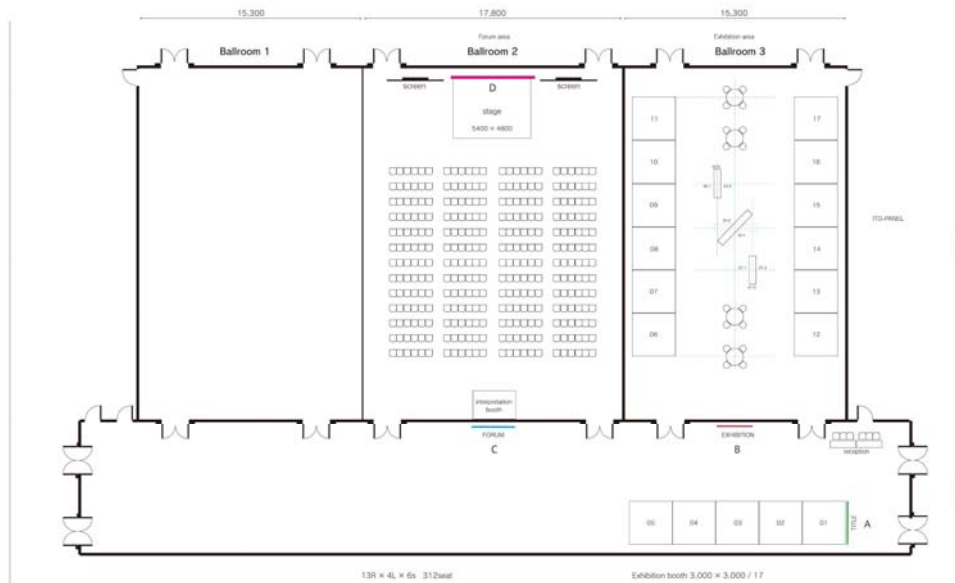 15,300
17,800
15,300
Forum area
Exhibition area
Ballroom 1
Ballroom 2
Ballroom 3
screen
D
screen
stage
5400 × 4800
11
17
10
16
09
15
08
14
07
13
06
12
ITD-PANEL
interpretation
booth
FORUM
C
EXHIBITION
B
reception
05
04
03
02
01
TITLE
A
13R × 4L × 6s 312seat
Exhibition booth 3,000 × 3,000 / 17